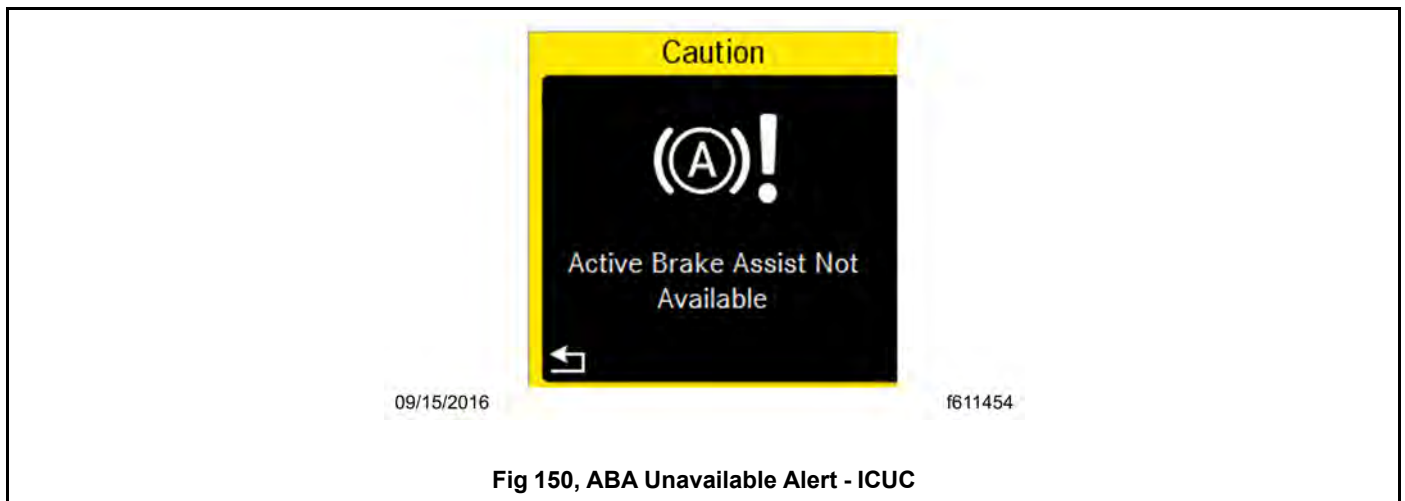 Caution
(A)!
Active Brake Assist Not
Available
09/15/2016
f611454
Fig 150, ABA Unavailable Alert - ICUC